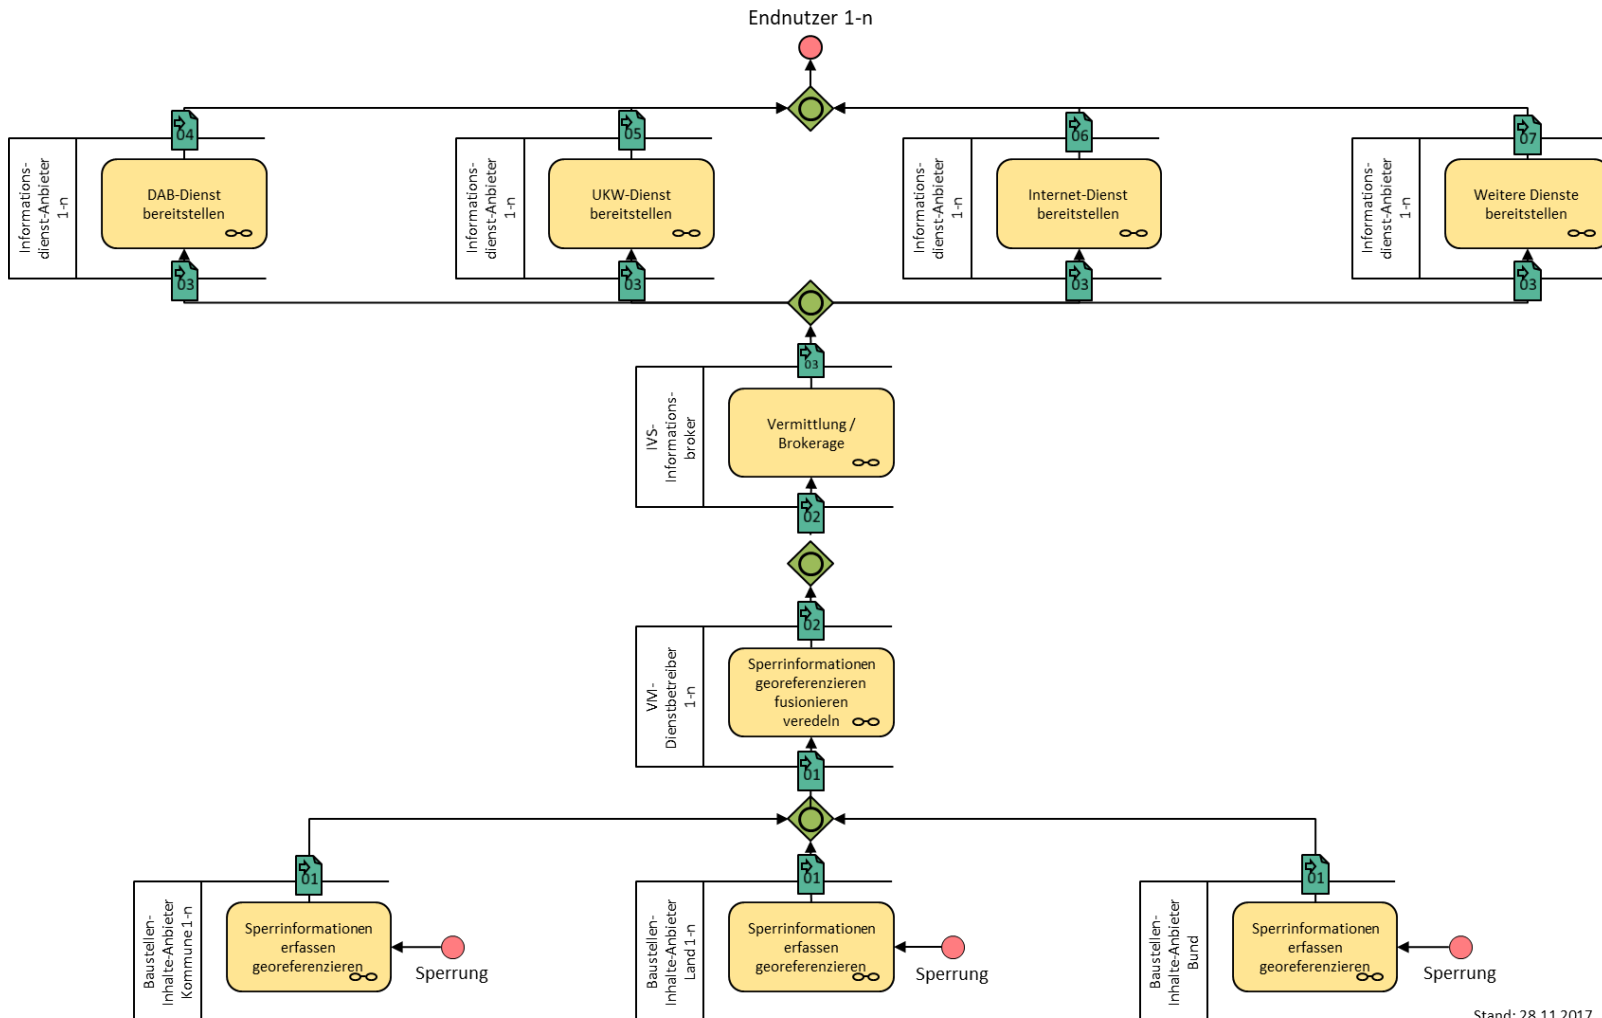 Endnutzer 1-n
04
05
06
07
Informations-
dienst-Anbieter
1-n
DAB-Dienst
bereitstellen
Informations-
dienst-Anbieter
1-n
UKW-Dienst
bereitstellen
Informations-
dienst-Anbieter
1-n
Internet-Dienst
bereitstellen
Informations-
dienst-Anbieter
1-n
Weitere Dienste
bereitstellen
03
03
03
03
03
IVS-
Informations-
broker
Vermittlung /
Brokerage
02
02
VM-
Dienstbetreiber
1-n
Sperrinformationen
georeferenzieren
fusionieren
veredeln
01
01
01
01
Baustellen-
Inhalte-Anbieter
Kommune 1-n
Sperrinformationen
erfassen
georeferenzieren
Sperrung
Baustellen-
Inhalte-Anbieter
Land 1-n
Sperrinformationen
erfassen
georeferenzieren
Sperrung
Baustellen-
Inhalte-Anbieter
Bund
Sperrinformationen
erfassen
georeferenzieren
Sperrung
Stand: 28.11.2017